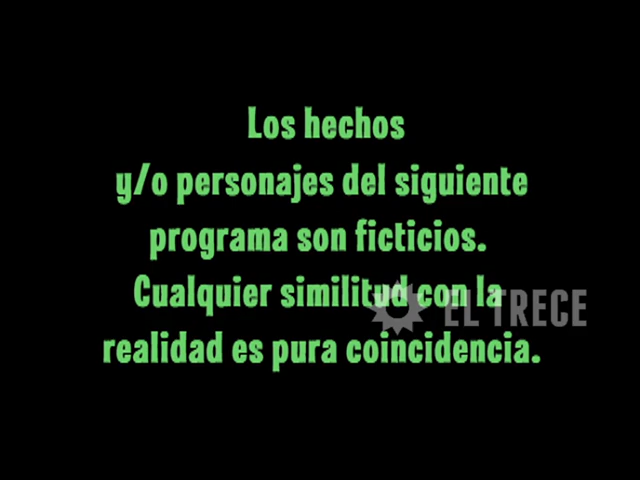 Los hechos
y/o personajes del siguiente
programa son ficticios.
Cualquier similitud con la
EL TRECE
realidad es pura coincidencia.